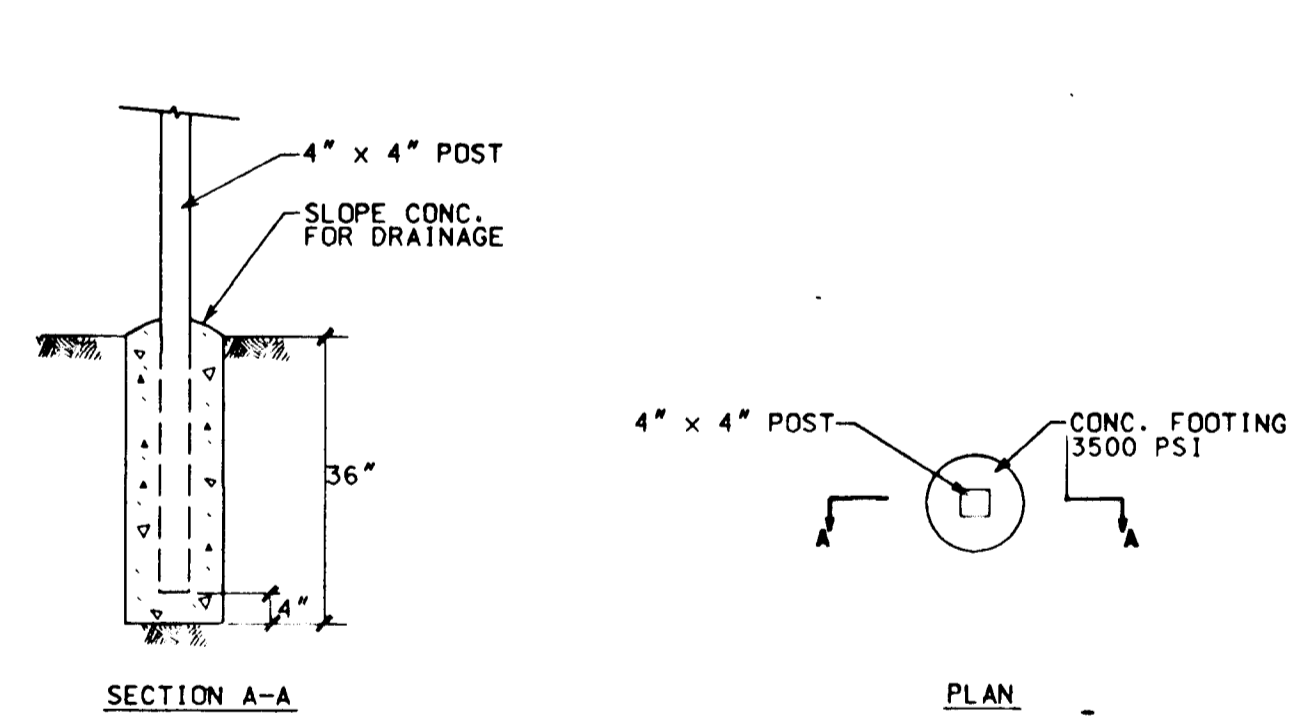 4" x 4" POST
SLOPE CONC.
FOR DRAINAGE
36"
4"
SECTION A-A
4" x 4" POST
CONC. FOOTING
3500 PSI
A
A
PLAN